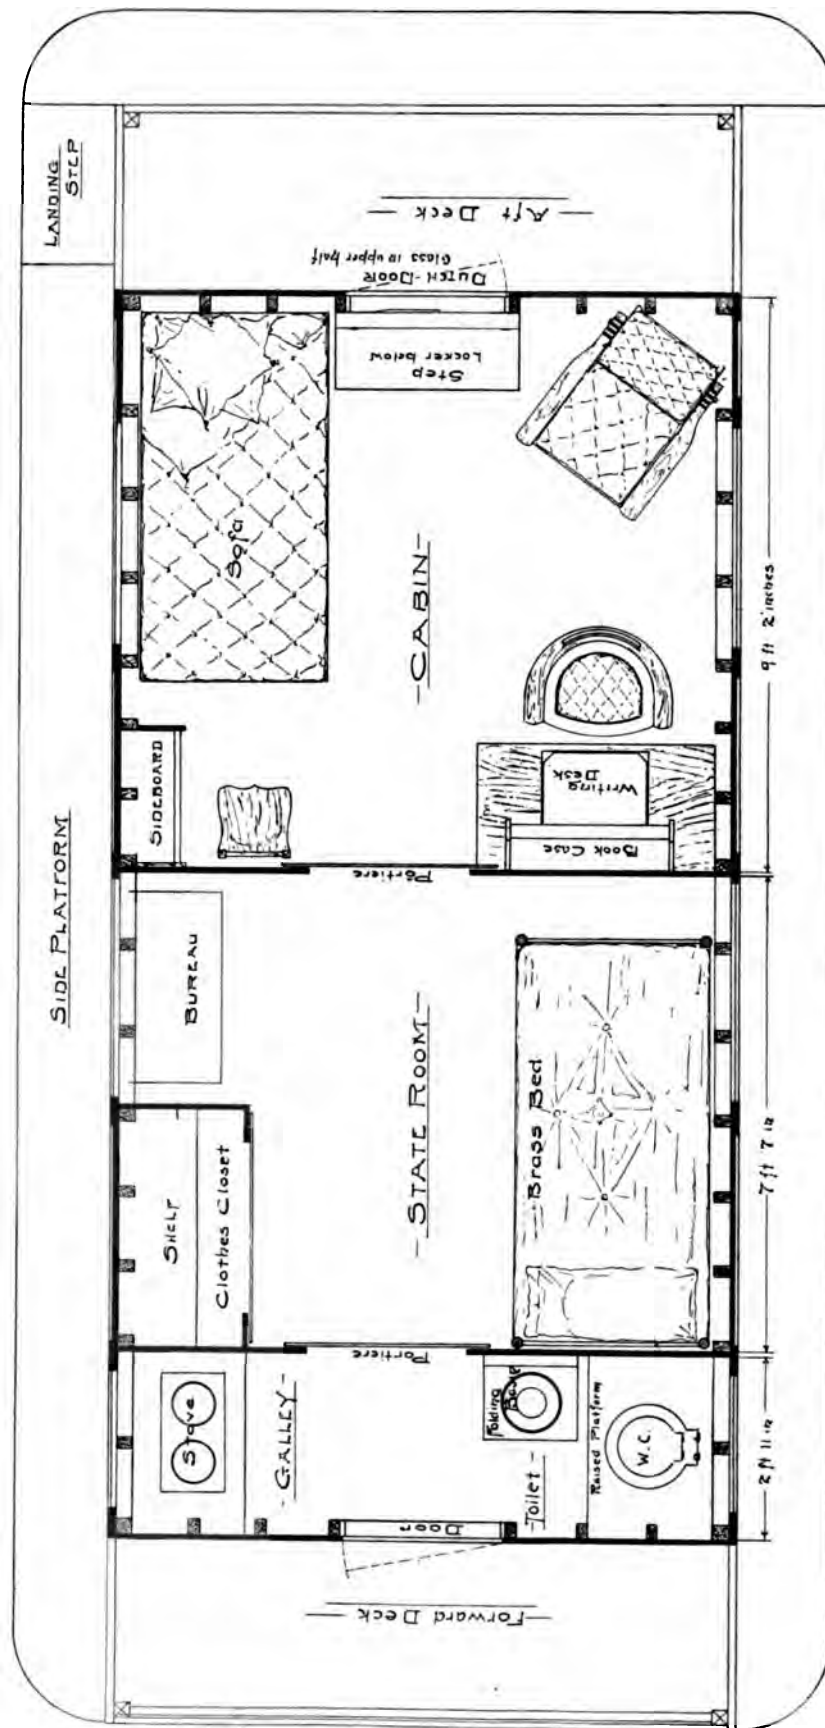 LANDING
STEP
Aft Deck
DUTCH-DOOR
Glass in upper half
Step
Locker below
Sofa
-CABIN-
9 ft 2 inches
SIDEBOARD
WRITING
DESK
Book Case
Portiere
SIDE PLATFORM
BUREAU
-STATE ROOM-
Brass Bed
7 ft 7 in
SHELF
Clothes Closet
Portiere
Stove
-GALLEY-
Folding
Basin
Toilet-
Raised Platform
W.C.
2 ft 11 in
Door
Forward Deck